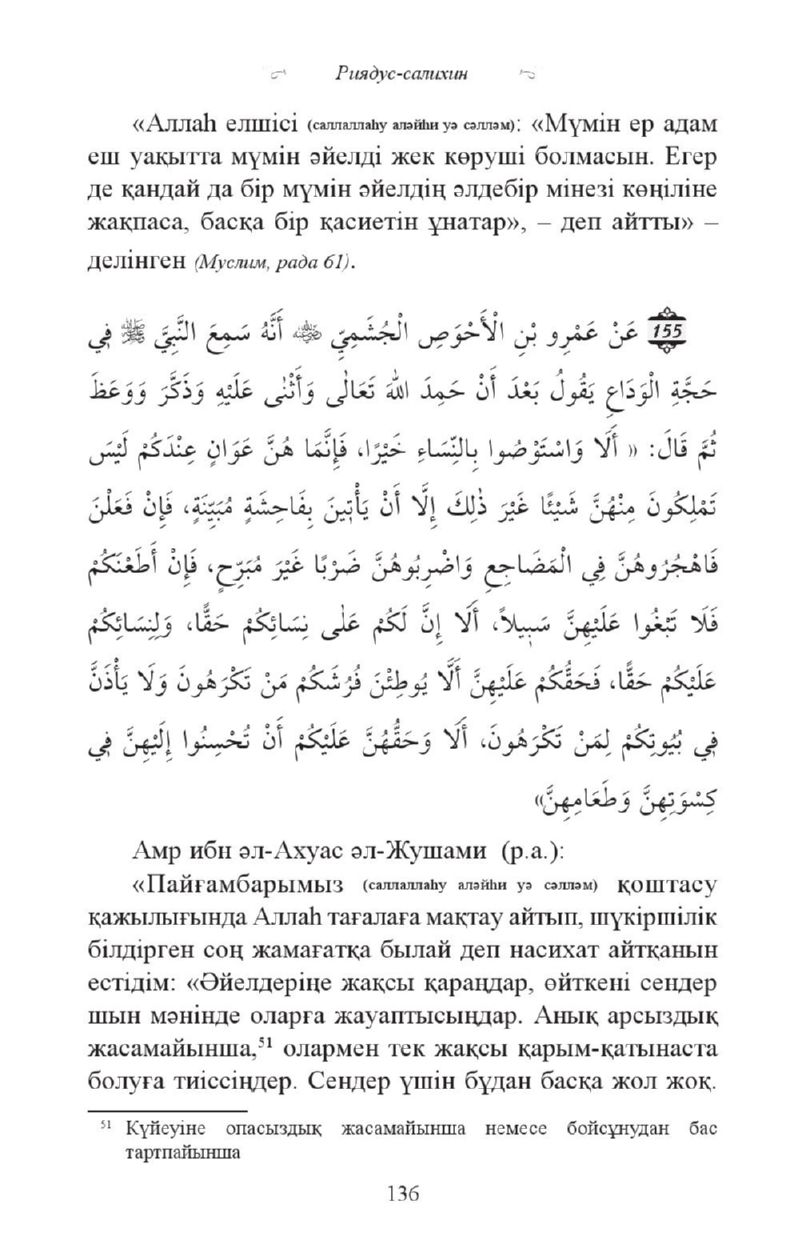 Риядус-салихин
«Аллаһ елшісі (саллаллаһу аләйһи уә сәлләм): «Мүмін ер адам
еш уақытта мүмін әйелді жек көруші болмасын. Егер
де қандай да бір мүмін әйелдің әлдебір мінезі көңіліне
жақпаса, басқа бір қасиетін ұнатар», – деп айтты» –
делінген (Муслим, рада 61).
155 عَنْ عَمْرِو بْنِ الْأَحْوَصِ الْجُشَمِيِّ ﷛ أَنَّهُ سَمِعَ النَّبِيَّ ﷺ فِي
حَجَّةِ الْوَدَاعِ يَقُولُ بَعْدَ أَنْ حَمِدَ اللهَ تَعَالٰى وَأَثْنٰى عَلَيْهِ وَذَكَّرَ وَوَعَظَ
ثُمَّ قَالَ: « أَلَا وَاسْتَوْصُوا بِالنِّسَاءِ خَيْرًا، فَإِنَّمَا هُنَّ عَوَانٍ عِنْدَكُمْ لَيْسَ
تَمْلِكُونَ مِنْهُنَّ شَيْئًا غَيْرَ ذٰلِكَ إِلَّا أَنْ يَأْتِينَ بِفَاحِشَةٍ مُبَيِّنَةٍ، فَإِنْ فَعَلْنَ
فَاهْجُرُوهُنَّ فِي الْمَضَاجِعِ وَاضْرِبُوهُنَّ ضَرْبًا غَيْرَ مُبَرِّحٍ، فَإِنْ أَطَعْنَكُمْ
فَلَا تَبْغُوا عَلَيْهِنَّ سَبِيلاً، أَلَا إِنَّ لَكُمْ عَلٰى نِسَائِكُمْ حَقًّا، وَلِنِسَائِكُمْ
عَلَيْكُمْ حَقًّا، فَحَقُّكُمْ عَلَيْهِنَّ أَلَّا يُوطِئْنَ فُرُشَكُمْ مَنْ تَكْرَهُونَ وَلَا يَأْذَنَّ
فِي بُيُوتِكُمْ لِمَنْ تَكْرَهُونَ، أَلَا وَحَقُّهُنَّ عَلَيْكُمْ أَنْ تُحْسِنُوا إِلَيْهِنَّ فِي
كِسْوَتِهِنَّ وَطَعَامِهِنَّ»
Амр ибн әл-Ахуас әл-Жушами (р.а.):
«Пайғамбарымыз (саллаллаһу аләйһи уә сәлләм) қоштасу
қажылығында Аллаһ тағалаға мақтау айтып, шүкіршілік
білдірген соң жамағатқа былай деп насихат айтқанын
естідім: «Әйелдеріңе жақсы қараңдар, өйткені сендер
шын мәнінде оларға жауаптысыңдар. Анық арсыздық
жасамайынша,⁵¹ олармен тек жақсы қарым-қатынаста
болуға тиіссіңдер. Сендер үшін бұдан басқа жол жоқ.
⁵¹ Күйеуіне опасыздық жасамайынша немесе бойсұнудан бас
тартпайынша
136